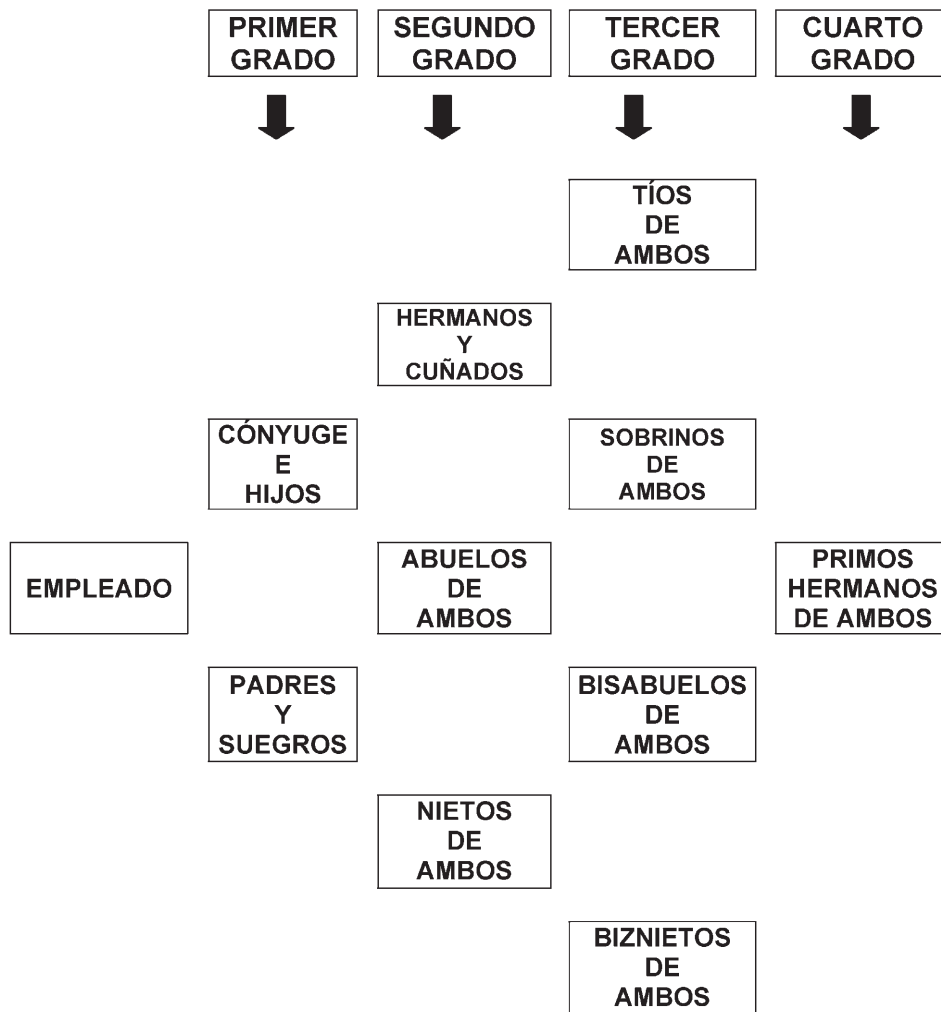 PRIMER
GRADO
SEGUNDO
GRADO
TERCER
GRADO
CUARTO
GRADO
TÍOS
DE
AMBOS
HERMANOS
Y
CUÑADOS
CÓNYUGE
E
HIJOS
SOBRINOS
DE
AMBOS
EMPLEADO
ABUELOS
DE
AMBOS
PRIMOS
HERMANOS
DE AMBOS
PADRES
Y
SUEGROS
BISABUELOS
DE
AMBOS
NIETOS
DE
AMBOS
BIZNIETOS
DE
AMBOS